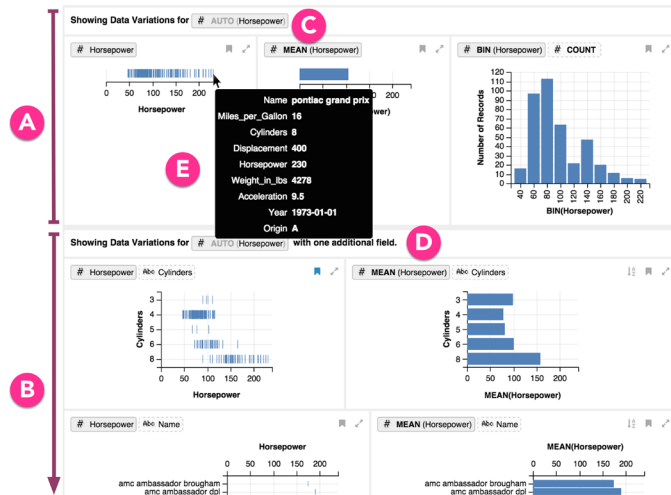 Showing Data Variations for # AUTO (Horsepower)
C
# Horsepower
# MEAN (Horsepower)
# BIN (Horsepower) # COUNT
0 50 100 150 200
Horsepower
200
A
E
Name pontiac grand prix
Miles_per_Gallon 16
Cylinders 8
Displacement 400
Horsepower 230
Weight_in_lbs 4278
Acceleration 9.5
Year 1973-01-01
Origin A
Number of Records
120
110
100
90
80
70
60
50
40
30
20
10
0
40 60 80 100 120 140 160 180 200 220
BIN(Horsepower)
Showing Data Variations for # AUTO (Horsepower) with one additional field.
D
B
# Horsepower Abc Cylinders
Cylinders
3
4
5
6
8
0 50 100 150 200
Horsepower
# MEAN (Horsepower) Abc Cylinders
Cylinders
3
4
5
6
8
0 50 100 150 200
MEAN(Horsepower)
# Horsepower Abc Name
Horsepower
0 50 100 150 200
amc ambassador brougham
amc ambassador dpl
# MEAN (Horsepower) Abc Name
MEAN(Horsepower)
0 50 100 150 200
amc ambassador brougham
amc ambassador dpl